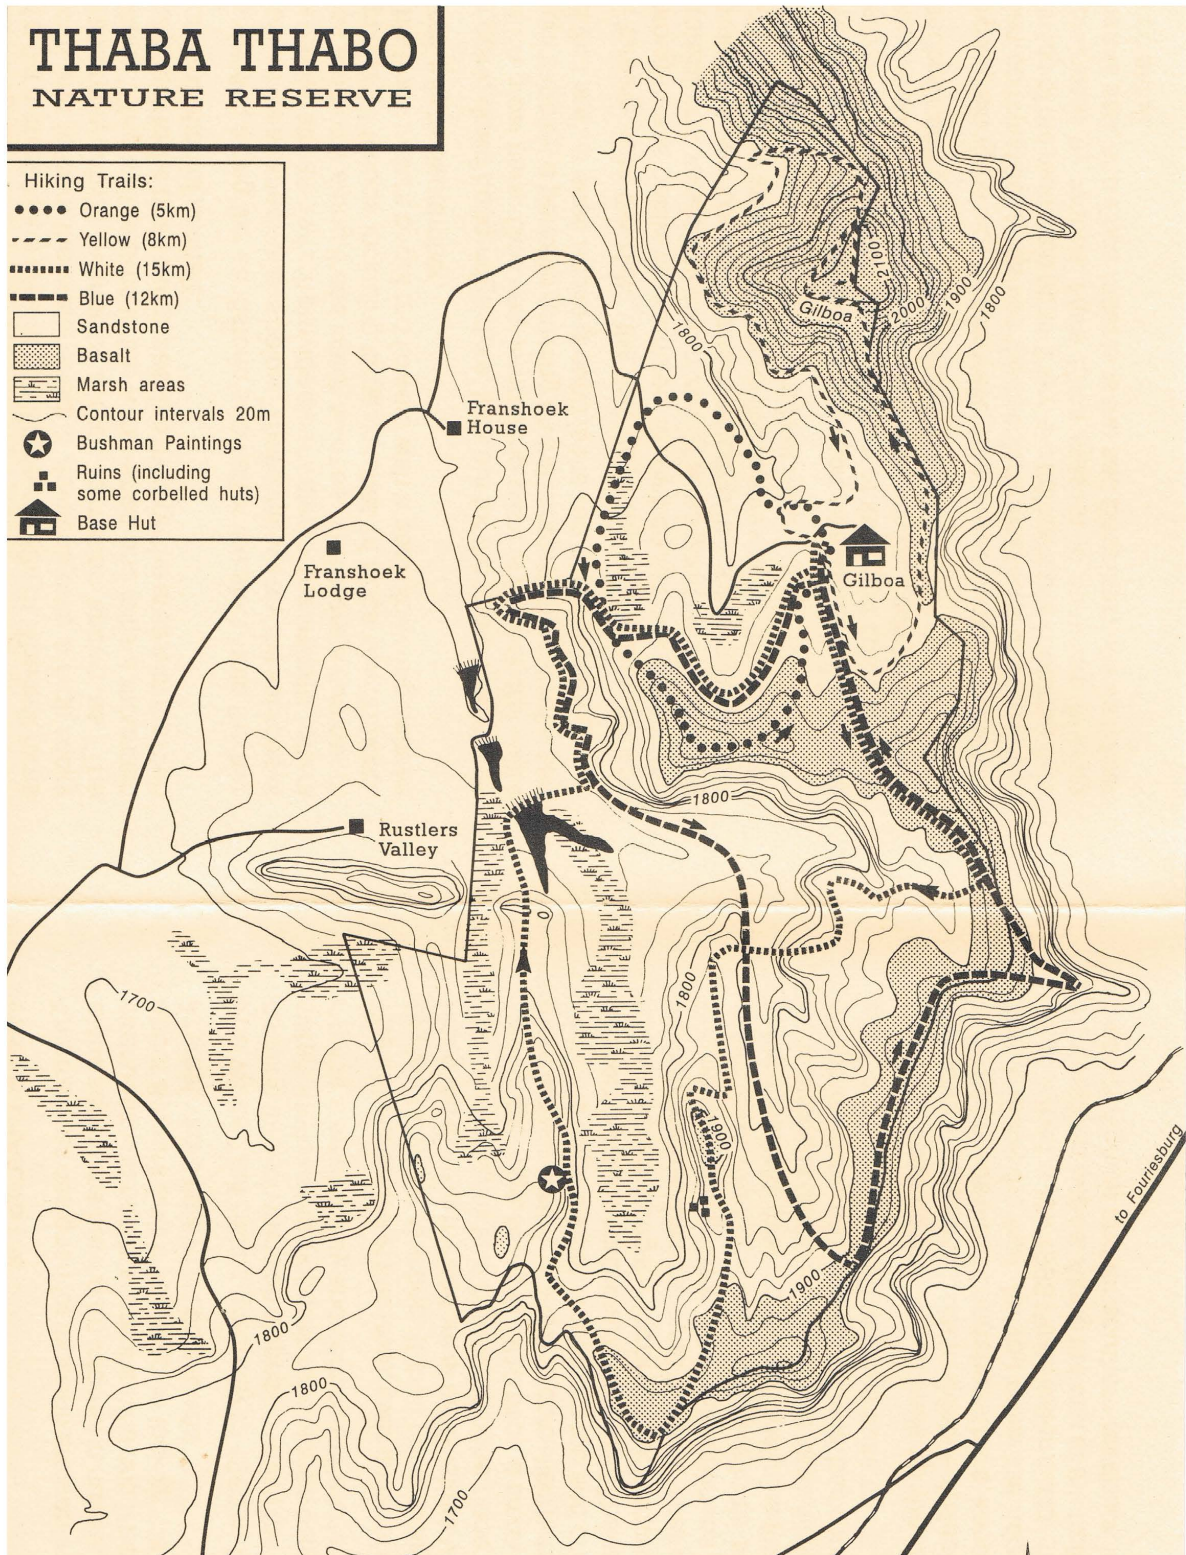 THABA THABO
NATURE RESERVE
Hiking Trails:
Orange (5km)
Yellow (8km)
White (15km)
Blue (12km)
Sandstone
Basalt
Marsh areas
Contour intervals 20m
Bushman Paintings
Ruins (including
some corbelled huts)
Base Hut
2100
1900
2000
1800
Gilboa
1800
Franshoek
House
Franshoek
Lodge
Gilboa
1800
Rustlers
Valley
1800
1700
1900
to Fouriesburg
1900
1800
1800
1700